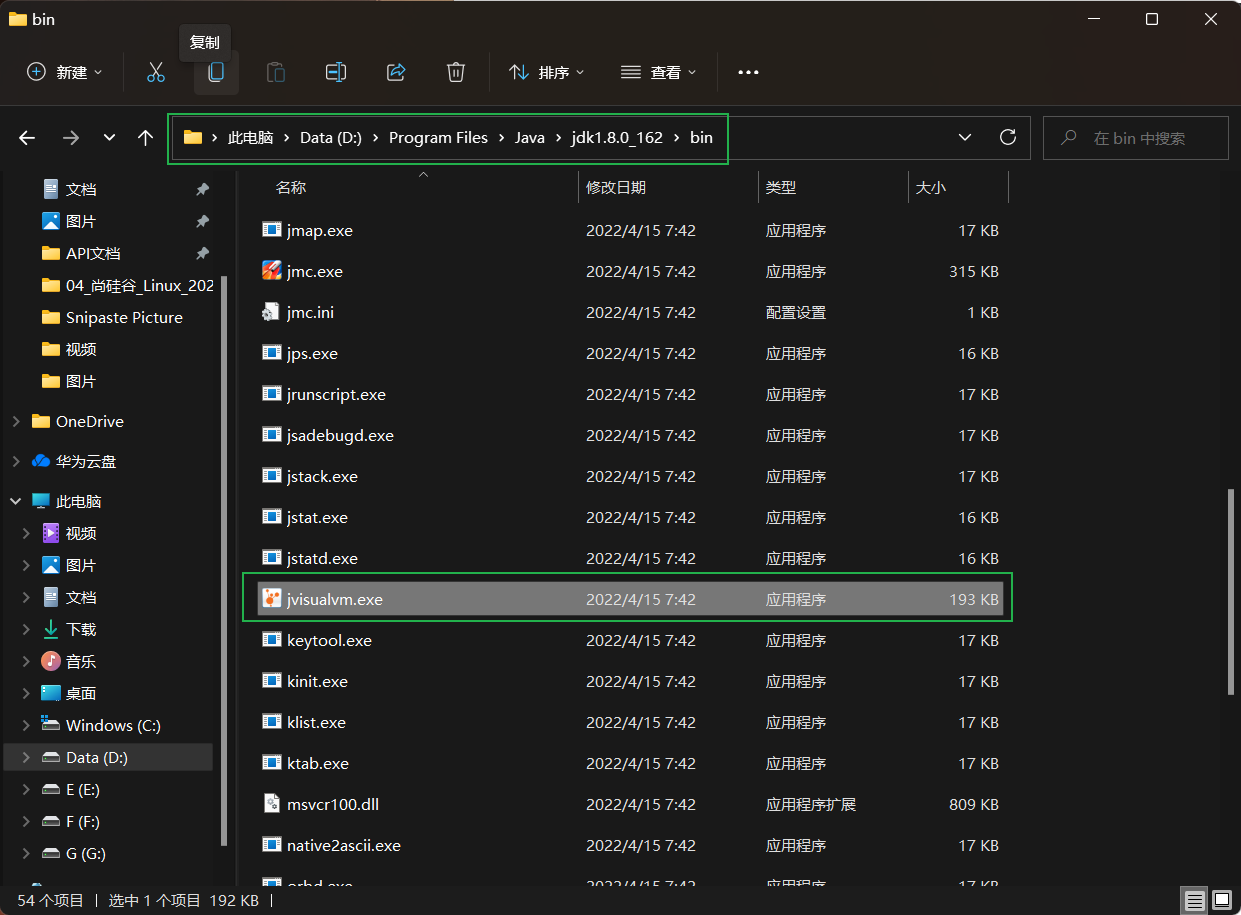 bin
复制
新建
排序
查看
此电脑 > Data (D:) > Program Files > Java > jdk1.8.0_162 > bin
在 bin 中搜索
文档
图片
API文档
04_尚硅谷_Linux_202
Snipaste Picture
视频
图片
OneDrive
华为云盘
此电脑
视频
图片
文档
下载
音乐
桌面
Windows (C:)
Data (D:)
E (E:)
F (F:)
G (G:)
名称 修改日期 类型 大小
jmap.exe 2022/4/15 7:42 应用程序 17 KB
jmc.exe 2022/4/15 7:42 应用程序 315 KB
jmc.ini 2022/4/15 7:42 配置设置 1 KB
jps.exe 2022/4/15 7:42 应用程序 16 KB
jrunscript.exe 2022/4/15 7:42 应用程序 17 KB
jsadebugd.exe 2022/4/15 7:42 应用程序 17 KB
jstack.exe 2022/4/15 7:42 应用程序 17 KB
jstat.exe 2022/4/15 7:42 应用程序 16 KB
jstatd.exe 2022/4/15 7:42 应用程序 16 KB
jvisualvm.exe 2022/4/15 7:42 应用程序 193 KB
keytool.exe 2022/4/15 7:42 应用程序 17 KB
kinit.exe 2022/4/15 7:42 应用程序 17 KB
klist.exe 2022/4/15 7:42 应用程序 17 KB
ktab.exe 2022/4/15 7:42 应用程序 17 KB
msvcr100.dll 2022/4/15 7:42 应用程序扩展 809 KB
native2ascii.exe 2022/4/15 7:42 应用程序 17 KB
orbd.exe 2022/4/15 7:42 应用程序 17 KB
54 个项目 | 选中 1 个项目 192 KB |